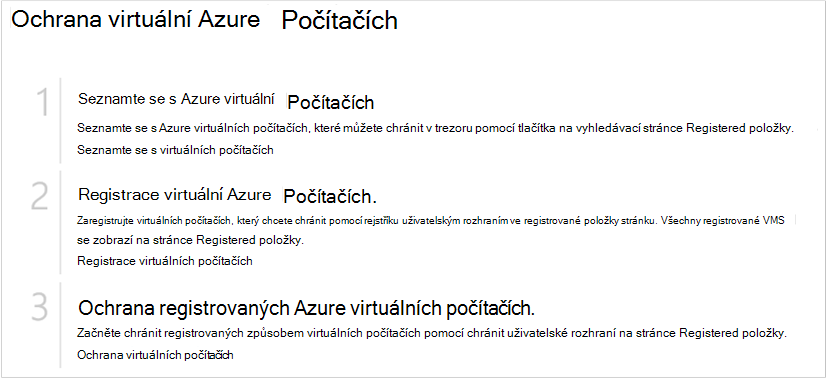 Ochrana virtuální Azure Počítačích
1 Seznamte se s Azure virtuální Počítačích
Seznamte se s Azure virtuálních počítačích, které můžete chránit v trezoru pomocí tlačítka na vyhledávací stránce Registered položky.
Seznamte se s virtuálních počítačích
2 Registrace virtuální Azure Počítačích.
Zaregistrujte virtuálních počítačích, který chcete chránit pomocí rejstříku uživatelským rozhraním ve registrované položky stránku. Všechny registrované VMS
se zobrazí na stránce Registered položky.
Registrace virtuálních počítačích
3 Ochrana registrovaných Azure virtuálních počítačích.
Začněte chránit registrovaných způsobem virtuálních počítačích pomocí chránit uživatelské rozhraní na stránce Registered položky.
Ochrana virtuálních počítačích